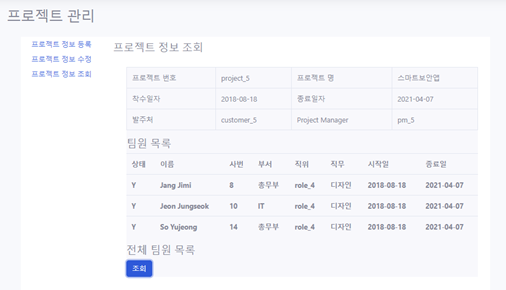 프로젝트 관리
프로젝트 정보 등록
프로젝트 정보 수정
프로젝트 정보 조회
프로젝트 정보 조회
프로젝트 번호 project_5 프로젝트 명 스마트보안앱
착수일자 2018-08-18 종료일자 2021-04-07
발주처 customer_5 Project Manager pm_5
팀원 목록
상태 이름 사번 부서 직위 직무 시작일 종료일
Y Jang Jimi 8 총무부 role_4 디자인 2018-08-18 2021-04-07
Y Jeon Jungseok 10 IT role_4 디자인 2018-08-18 2021-04-07
Y So Yujeong 14 총무부 role_4 디자인 2018-08-18 2021-04-07
전체 팀원 목록
조회